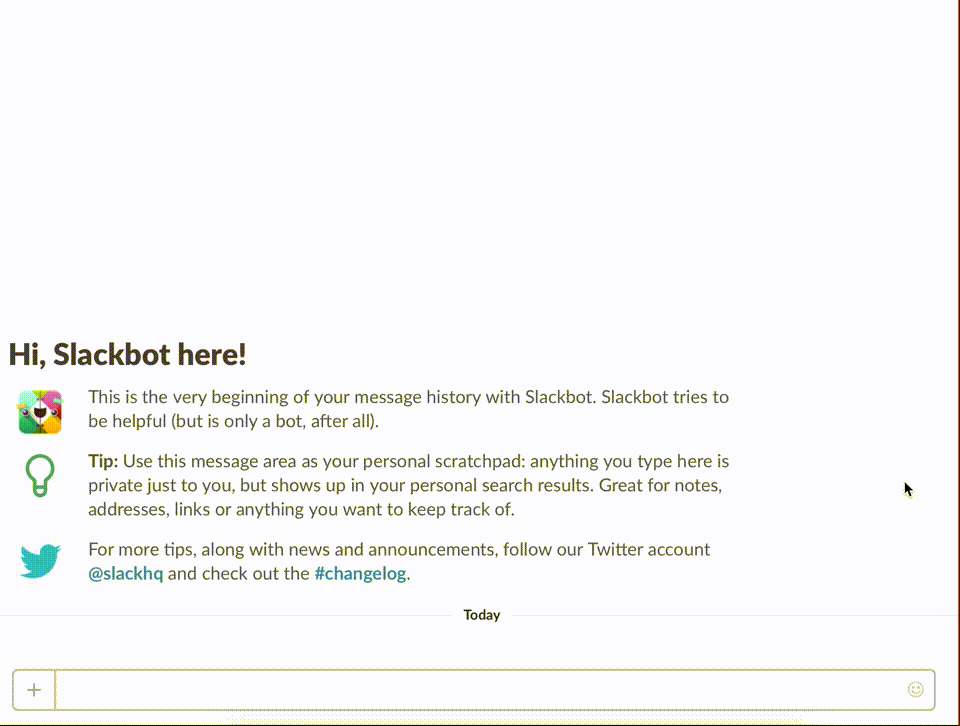 Hi, Slackbot here!
This is the very beginning of your message history with Slackbot. Slackbot tries to
be helpful (but is only a bot, after all).
Tip: Use this message area as your personal scratchpad: anything you type here is
private just to you, but shows up in your personal search results. Great for notes,
addresses, links or anything you want to keep track of.
For more tips, along with news and announcements, follow our Twitter account
@slackhq and check out the #changelog.
Today